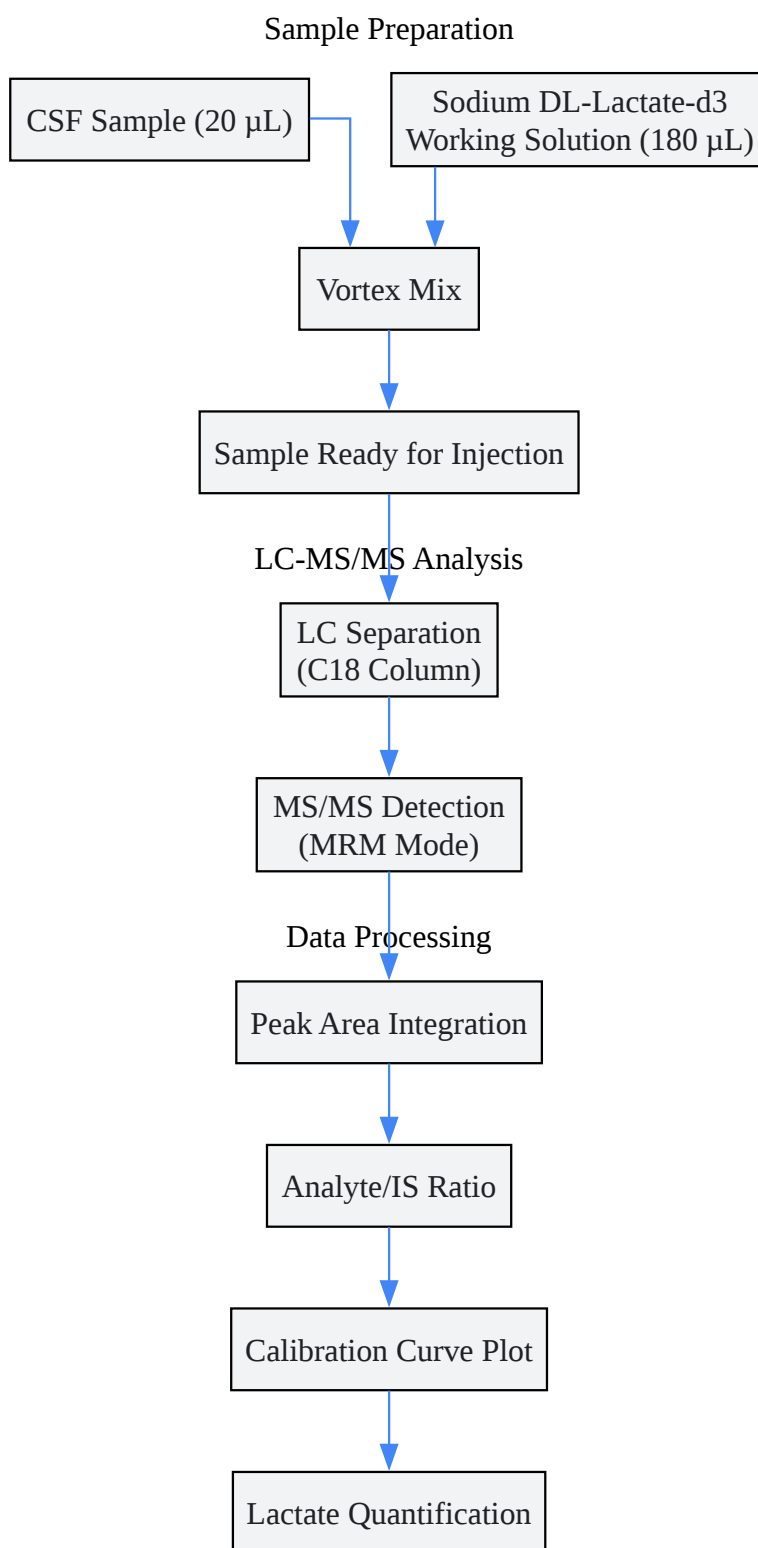 Sample Preparation
CSF Sample (20 µL)
Sodium DL-Lactate-d3
Working Solution (180 µL)
Vortex Mix
Sample Ready for Injection
LC-MS/MS Analysis
LC Separation
(C18 Column)
MS/MS Detection
(MRM Mode)
Data Processing
Peak Area Integration
Analyte/IS Ratio
Calibration Curve Plot
Lactate Quantification